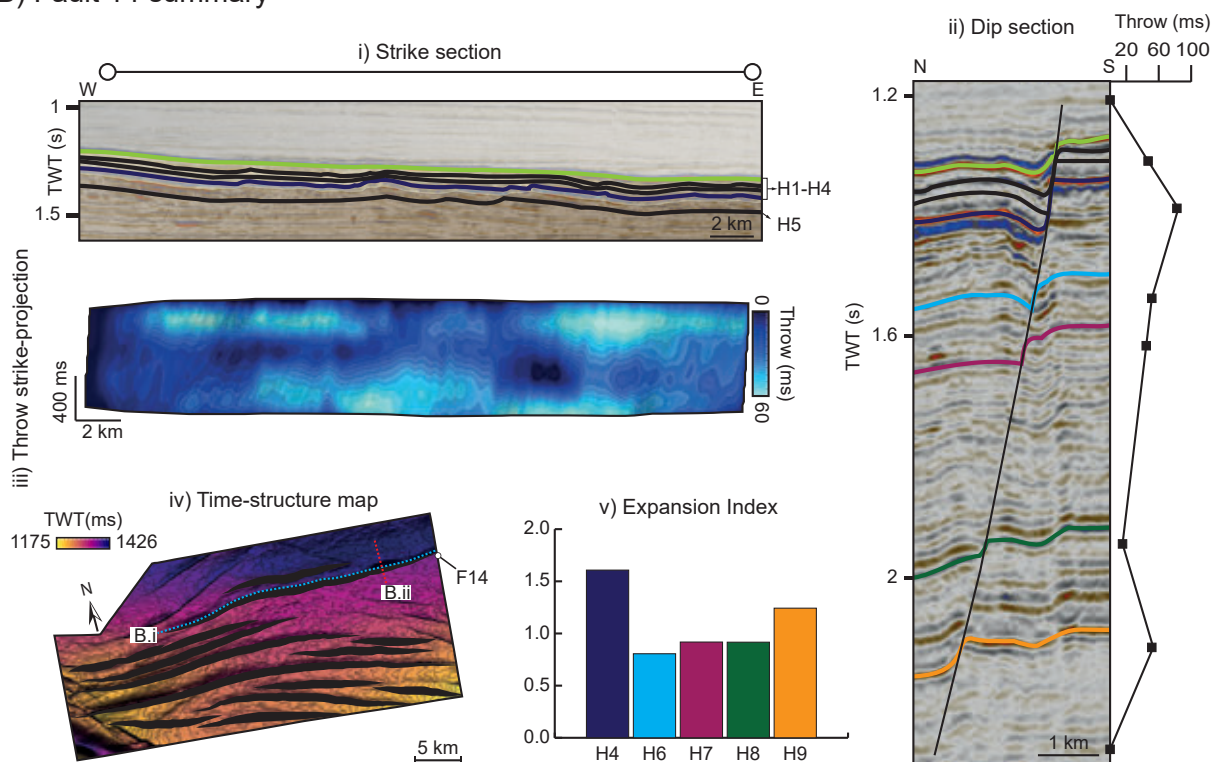 ii) Dip section
Throw (ms)
20 60 100
N
S
1.2
1.6
2
TWT (s)
1 km
i) Strike section
W
E
1
1.5
TWT (s)
H1-H4
H5
2 km
iii) Throw strike-projection
400 ms
2 km
0
60
Throw (ms)
iv) Time-structure map
TWT(ms)
1175
1426
N
B.i
B.ii
F14
5 km
v) Expansion Index
2.0
1.5
1.0
0.5
0.0
H4 H6 H7 H8 H9